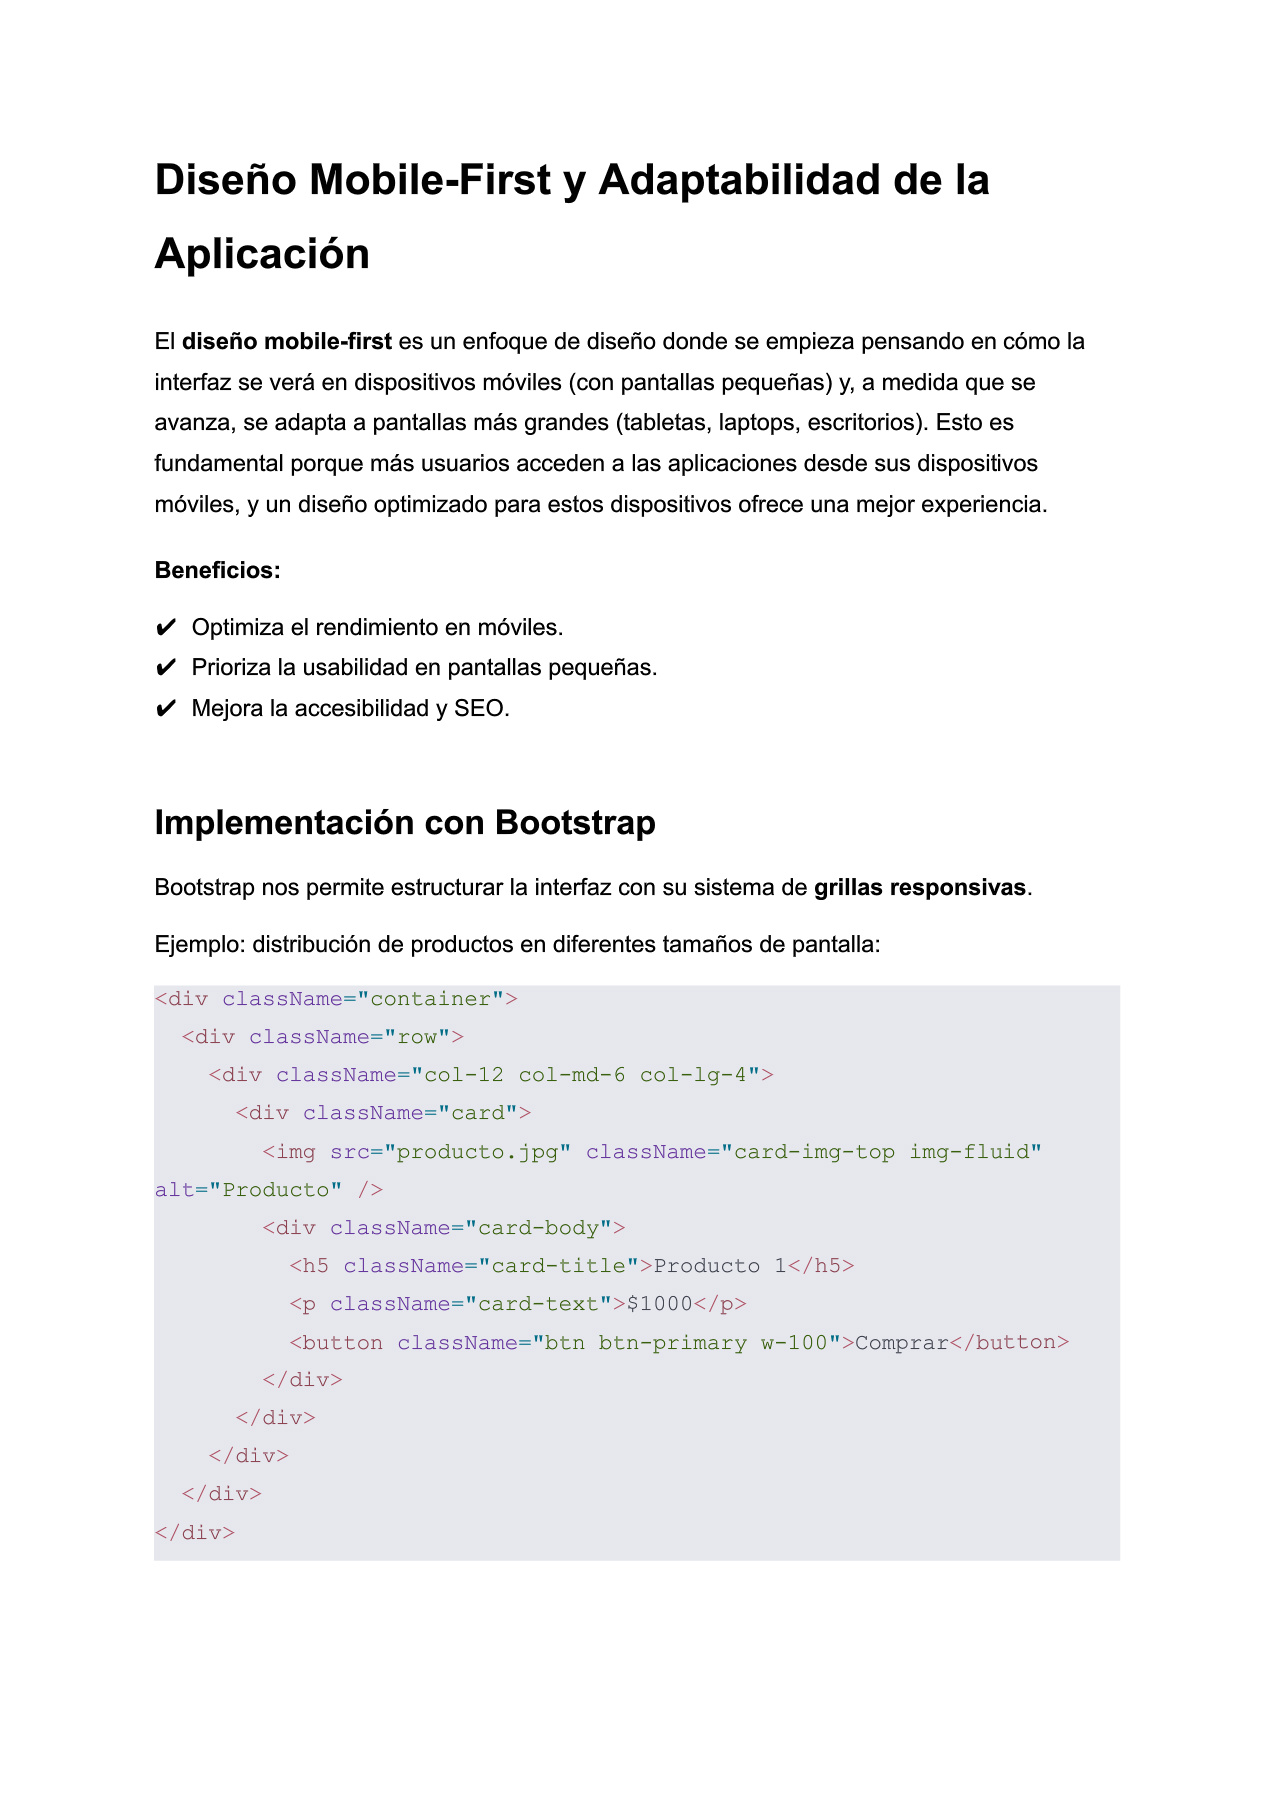 Diseño Mobile-First y Adaptabilidad de la
Aplicación
El diseño mobile-first es un enfoque de diseño donde se empieza pensando en cómo la
interfaz se verá en dispositivos móviles (con pantallas pequeñas) y, a medida que se
avanza, se adapta a pantallas más grandes (tabletas, laptops, escritorios). Esto es
fundamental porque más usuarios acceden a las aplicaciones desde sus dispositivos
móviles, y un diseño optimizado para estos dispositivos ofrece una mejor experiencia.
Beneficios:
✔ Optimiza el rendimiento en móviles.
✔ Prioriza la usabilidad en pantallas pequeñas.
✔ Mejora la accesibilidad y SEO.
Implementación con Bootstrap
Bootstrap nos permite estructurar la interfaz con su sistema de grillas responsivas.
Ejemplo: distribución de productos en diferentes tamaños de pantalla:
<div className="container">
  <div className="row">
    <div className="col-12 col-md-6 col-lg-4">
      <div className="card">
        <img src="producto.jpg" className="card-img-top img-fluid"
alt="Producto" />
        <div className="card-body">
          <h5 className="card-title">Producto 1</h5>
          <p className="card-text">$1000</p>
          <button className="btn btn-primary w-100">Comprar</button>
        </div>
      </div>
    </div>
  </div>
</div>